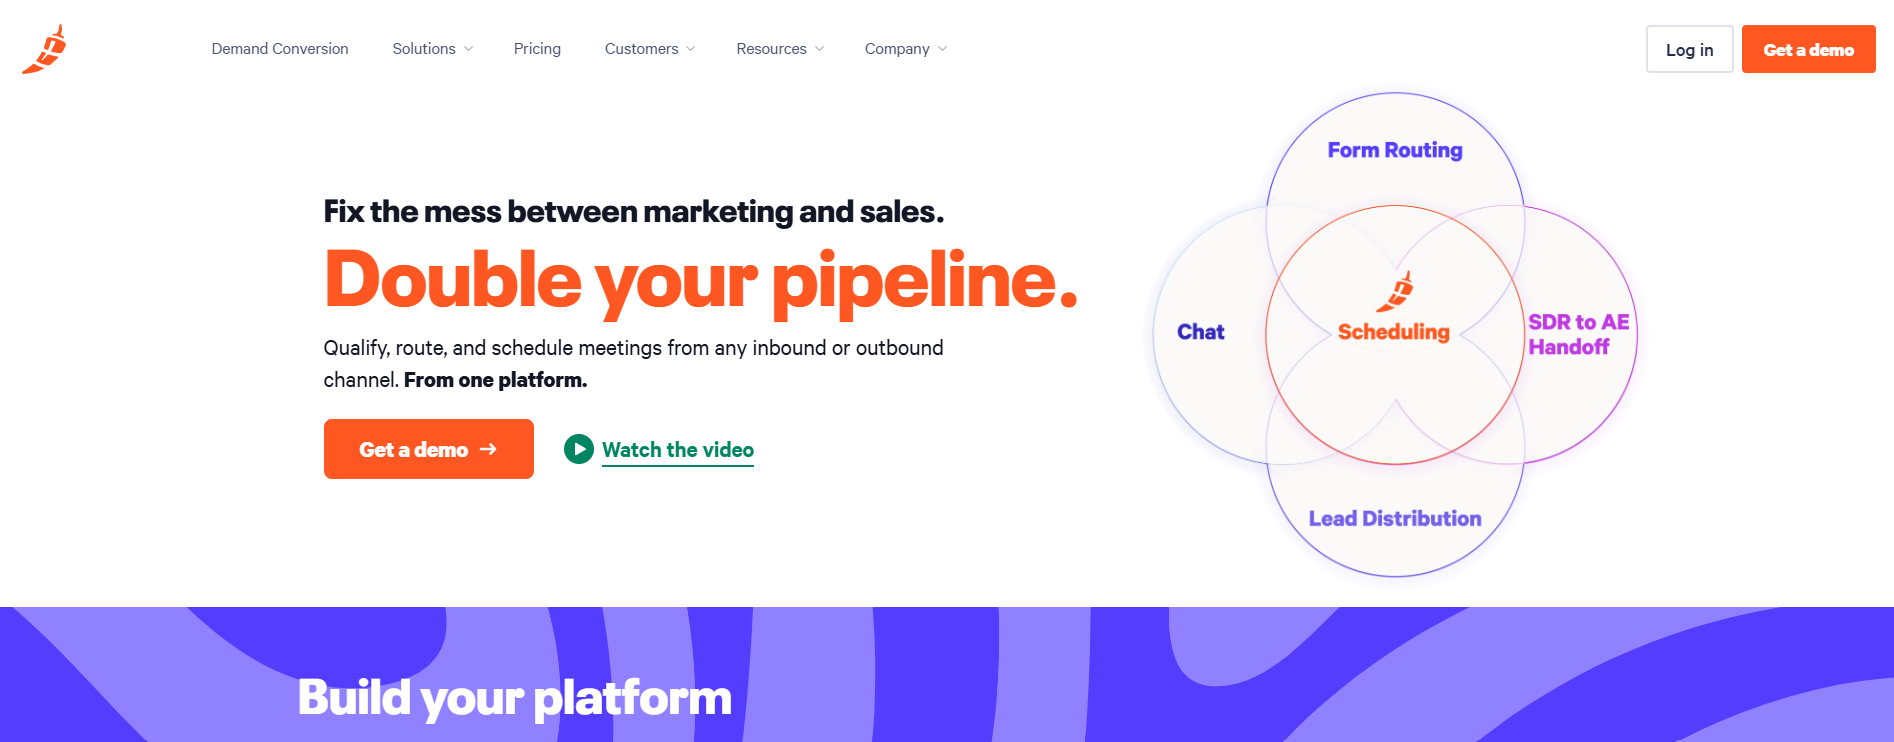 Demand Conversion
Solutions
Pricing
Customers
Resources
Company
Log in
Get a demo
Fix the mess between marketing and sales.
Double your pipeline.
Qualify, route, and schedule meetings from any inbound or outbound
channel. From one platform.
Get a demo →
Watch the video
Form Routing
Chat
Scheduling
SDR to AE
Handoff
Lead Distribution
Build your platform